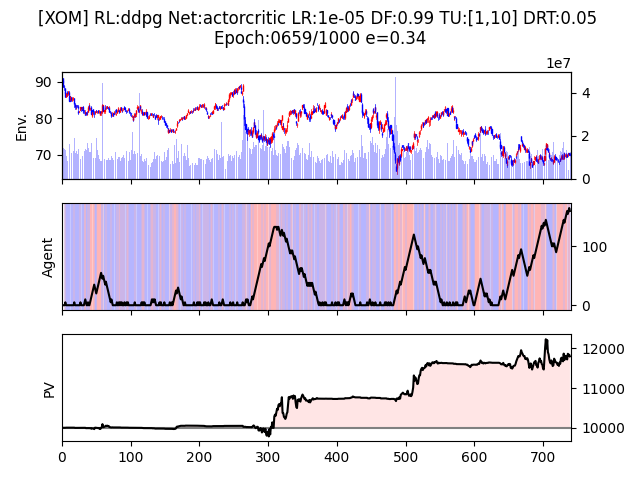 [XOM] RL:ddpg Net:actorcritic LR:1e-05 DF:0.99 TU:[1,10] DRT:0.05
Epoch:0659/1000 e=0.34
1e7
90
80
70
Env.
4
2
0
Agent
100
0
PV
12000
11000
10000
0 100 200 300 400 500 600 700